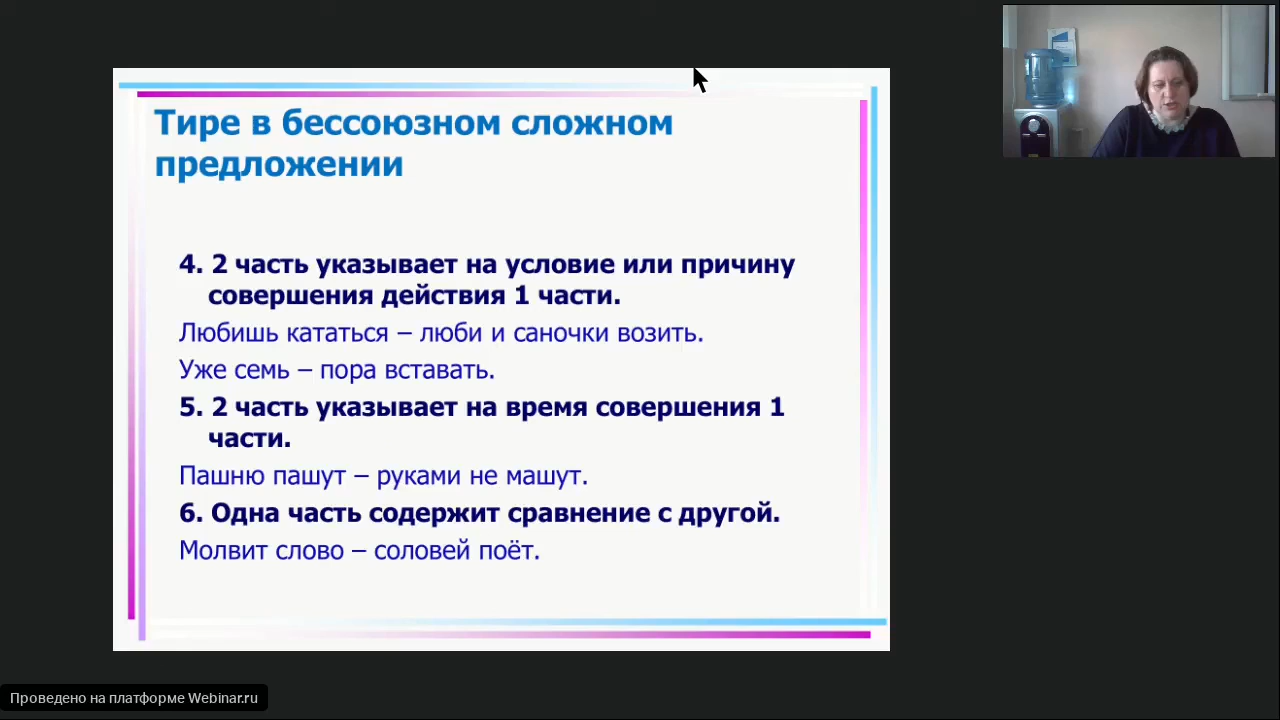 Тире в бессоюзном сложном
предложении
4. 2 часть указывает на условие или причину
совершения действия 1 части.
Любишь кататься – люби и саночки возить.
Уже семь – пора вставать.
5. 2 часть указывает на время совершения 1
части.
Пашню пашут – руками не машут.
6. Одна часть содержит сравнение с другой.
Молвит слово – соловей поёт.
Проведено на платформе Webinar.ru